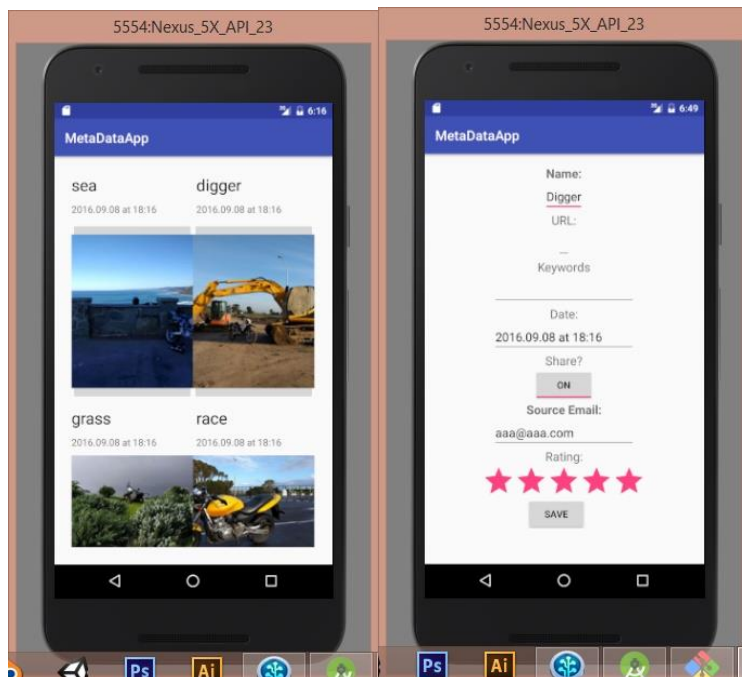 5554:Nexus_5X_API_23
6:16
MetaDataApp
sea
digger
2016.09.08 at 18:16
2016.09.08 at 18:16
grass
race
2016.09.08 at 18:16
2016.09.08 at 18:16
Ps
Ai
5554:Nexus_5X_API_23
6:49
MetaDataApp
Name:
Digger
URL:
Keywords
Date:
2016.09.08 at 18:16
Share?
ON
Source Email:
aaa@aaa.com
Rating:
SAVE
Ps
Ai